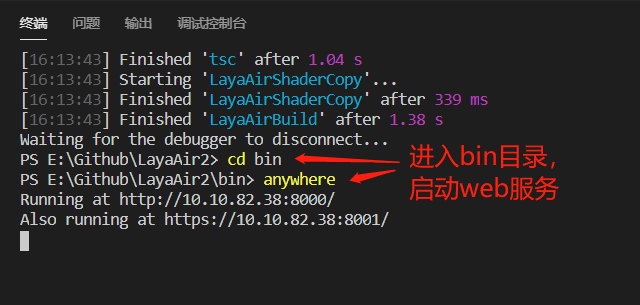 终端 问题 输出 调试控制台
[16:13:43] Finished 'tsc' after 1.04 s
[16:13:43] Starting 'LayaAirShaderCopy'...
[16:13:43] Finished 'LayaAirShaderCopy' after 339 ms
[16:13:43] Finished 'LayaAirBuild' after 1.38 s
Waiting for the debugger to disconnect...
PS E:\Github\LayaAir2> cd bin
PS E:\Github\LayaAir2\bin> anywhere
进入bin目录，
启动web服务
Running at http://10.10.82.38:8000/
Also running at https://10.10.82.38:8001/